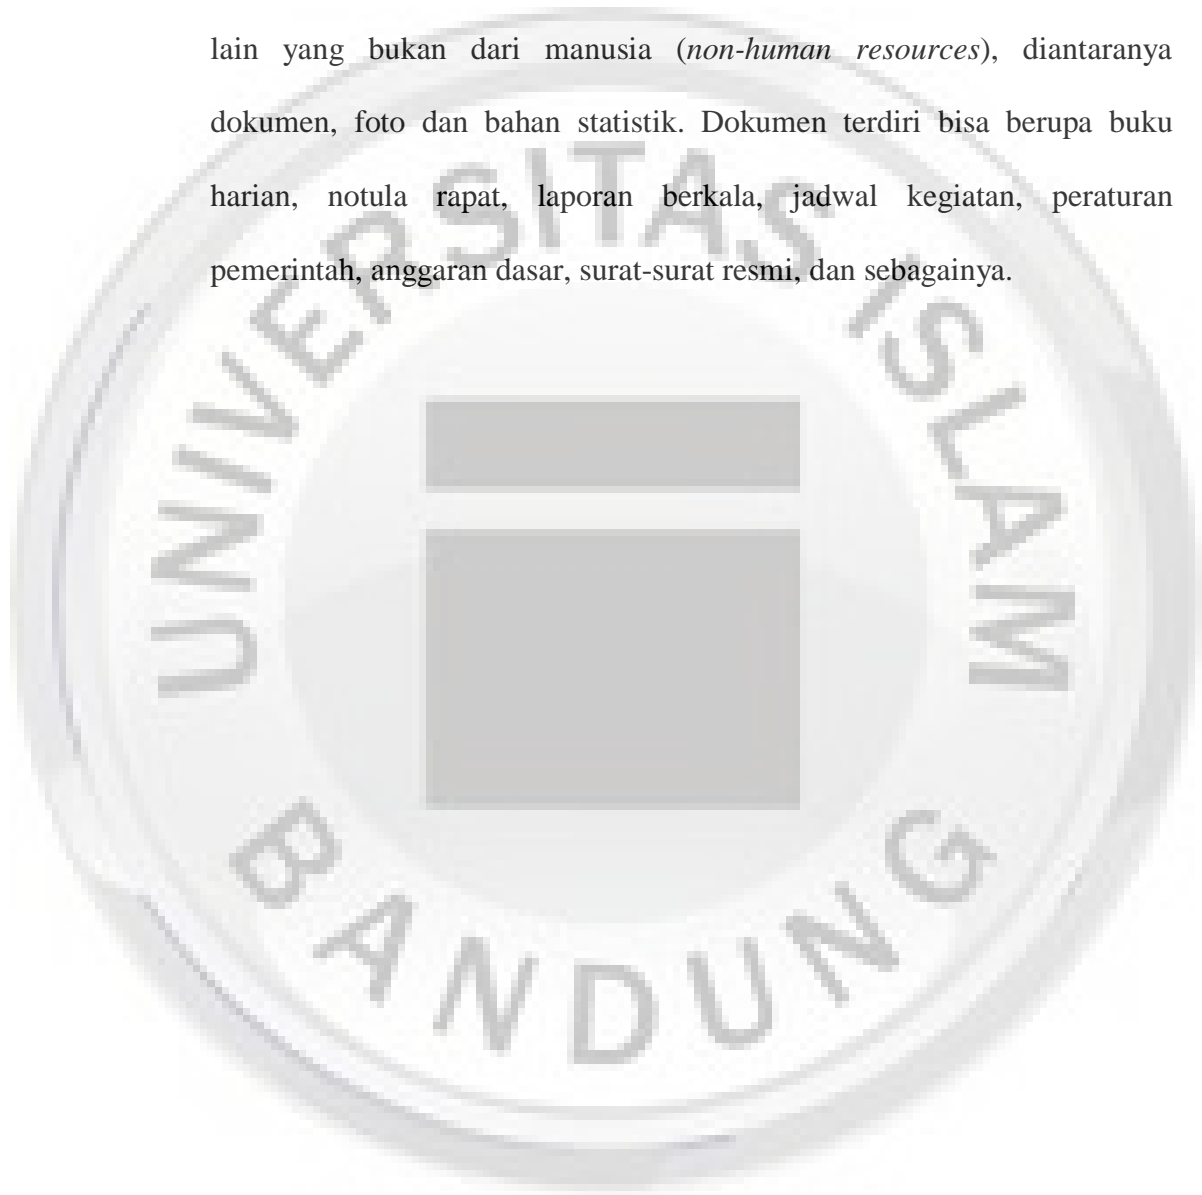 lain yang bukan dari manusia (non-human resources), diantaranya
dokumen, foto dan bahan statistik. Dokumen terdiri bisa berupa buku
harian, notula rapat, laporan berkala, jadwal kegiatan, peraturan
pemerintah, anggaran dasar, surat-surat resmi, dan sebagainya.
UNIVERSITAS ISLAM
BANDUNG